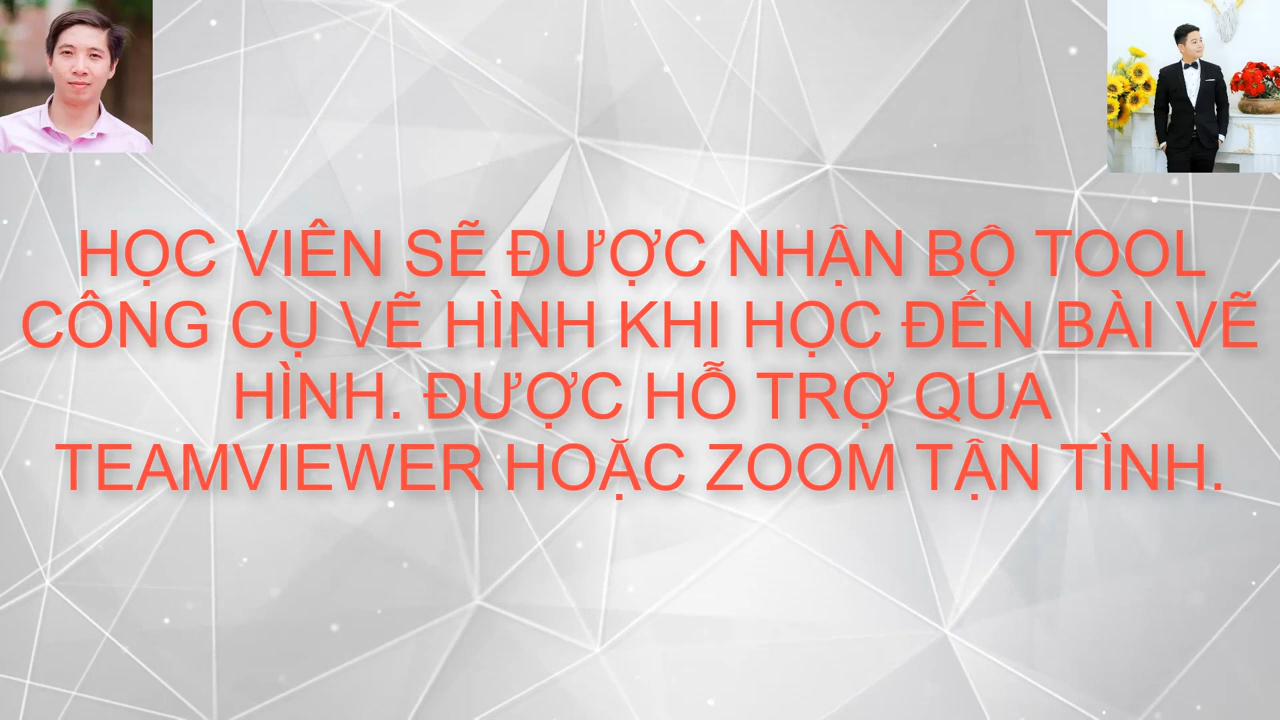 HỌC VIÊN SẼ ĐƯỢC NHẬN BỘ TOOL
CÔNG CỤ VẼ HÌNH KHI HỌC ĐẾN BÀI VẼ
HÌNH. ĐƯỢC HỖ TRỢ QUA
TEAMVIEWER HOẶC ZOOM TẬN TÌNH.